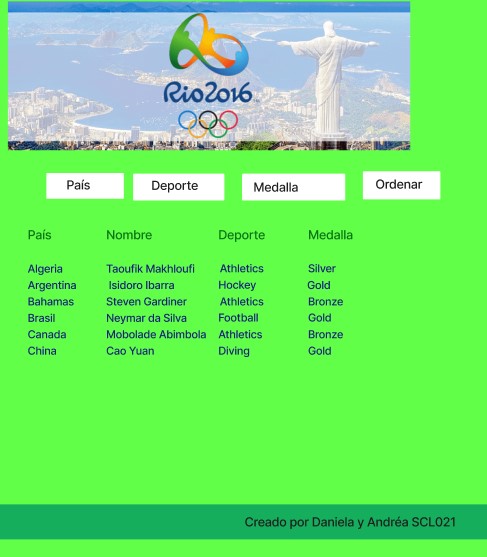 Rio2016
País Deporte Medalla Ordenar
País Nombre Deporte Medalla
Algeria Taoufik Makhloufi Athletics Silver
Argentina Isidoro Ibarra Hockey Gold
Bahamas Steven Gardiner Athletics Bronze
Brasil Neymar da Silva Football Gold
Canada Mobolade Abimbola Athletics Bronze
China Cao Yuan Diving Gold
Creado por Daniela y Andréa SCL021